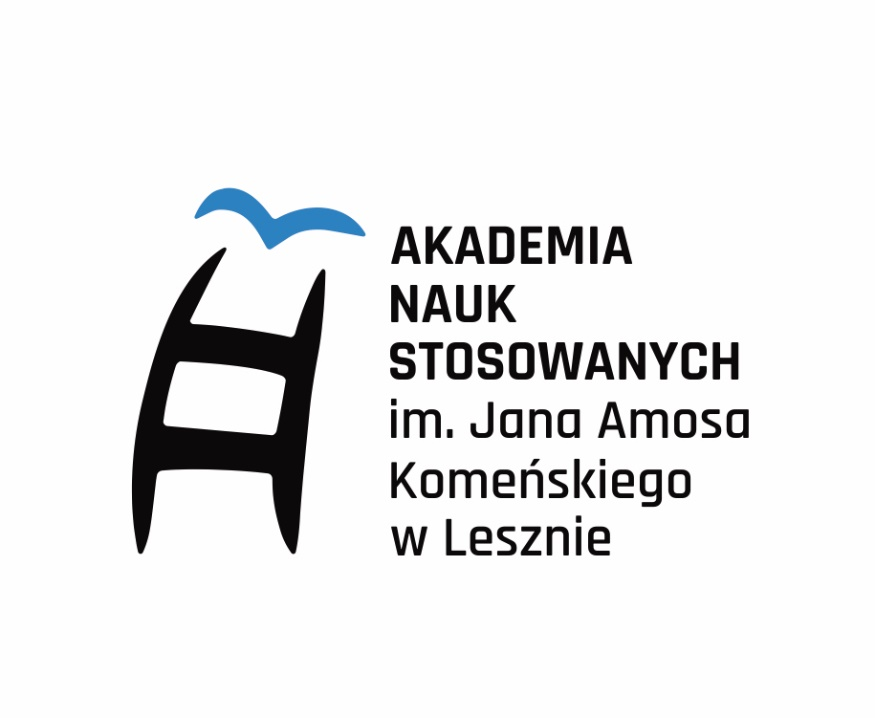 AKADEMIA
NAUK
STOSOWANYCH
im. Jana Amosa
Komeńskiego
w Lesznie